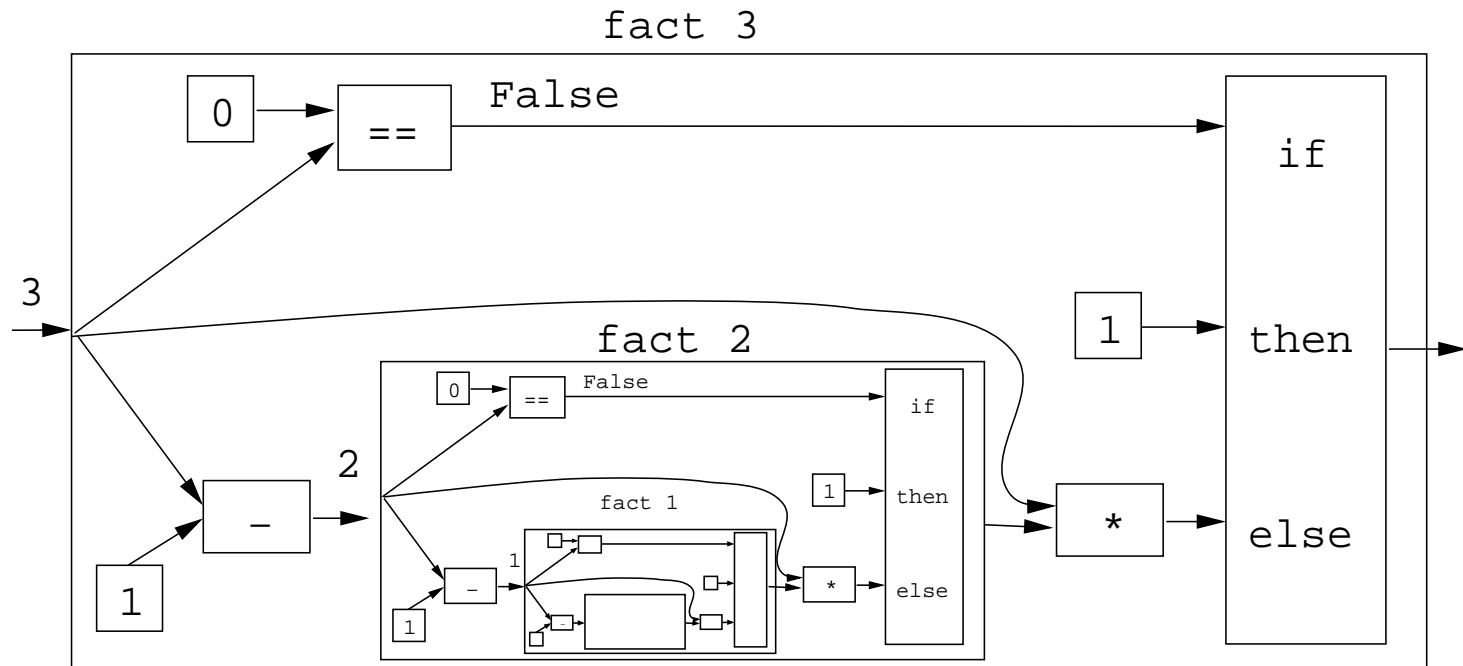 fact 3
0
==
False
if
3
1
then
fact 2
0
==
False
if
2
-
1
1
then
fact 1
*
else
1
-
1
-
*
else